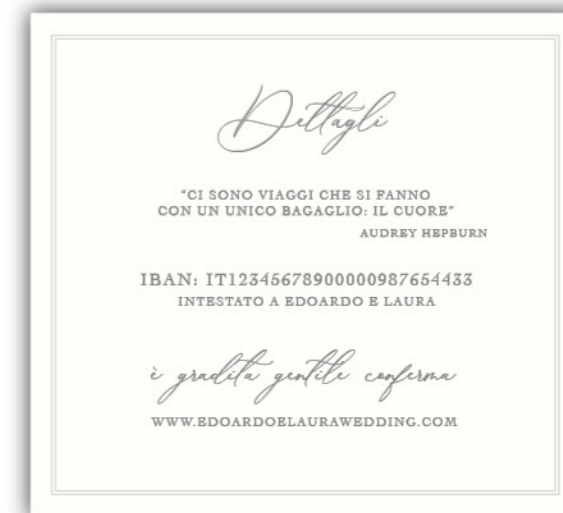 Dettagli
"CI SONO VIAGGI CHE SI FANNO
CON UN UNICO BAGAGLIO: IL CUORE"
AUDREY HEPBURN
IBAN: IT12345678900000987654433
INTESTATO A EDOARDO E LAURA
è gradita gentile conferma
WWW.EDOARDOELAURAWEDDING.COM